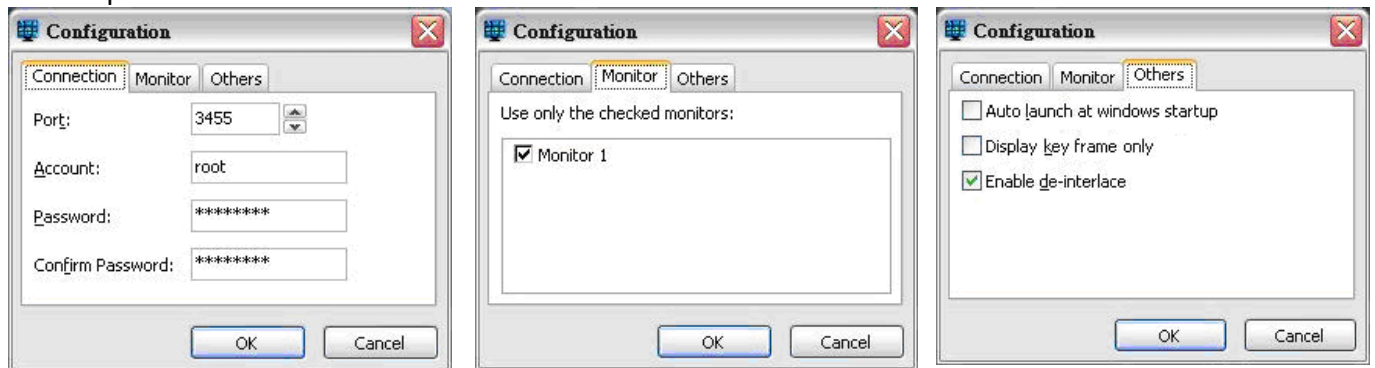 Configuration
Connection Monitor Others
Port: 3455
Account: root
Password: ********
Confirm Password: ********
OK Cancel
Configuration
Connection Monitor Others
Use only the checked monitors:
Monitor 1
OK Cancel
Configuration
Connection Monitor Others
Auto launch at windows startup
Display key frame only
Enable de-interlace
OK Cancel